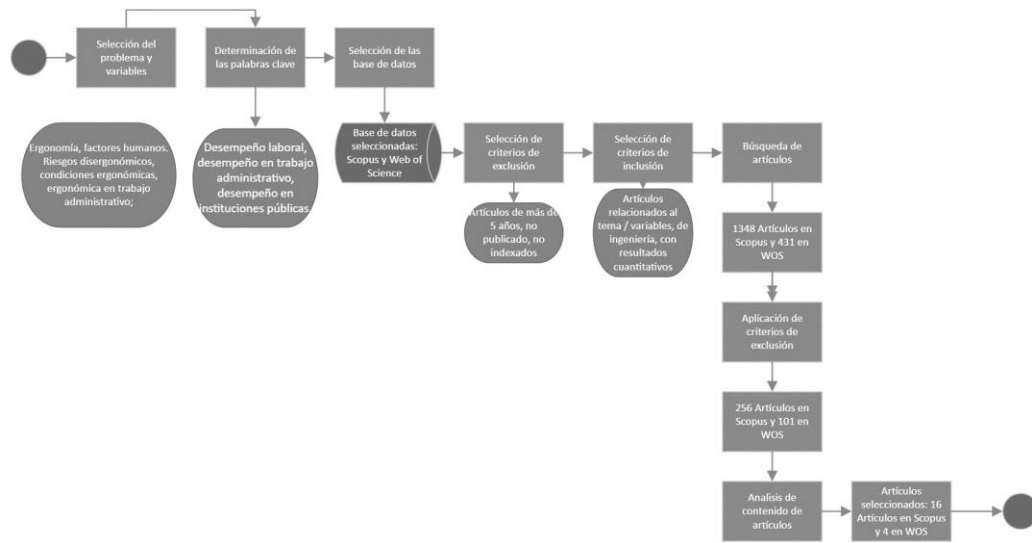 Selección del
problema y
variables
Determinación de
las palabras clave
Selección de las
base de datos
Ergonomía, factores humanos.
Riesgos disergonómicos,
condiciones ergonómicas,
ergonómica en trabajo
administrativo;
Desempeño laboral,
desempeño en trabajo
administrativo,
desempeño en
instituciones públicas.
Base de datos
seleccionadas:
Scopus y Web of
Science
Selección de
criterios de
exclusión
Selección de
criterios de
inclusión
Búsqueda de
artículos
Artículos de más de
5 años, no
publicado, no
indexados
Artículos
relacionados al
tema / variables, de
ingeniería, con
resultados
cuantitativos
1348 Artículos en
Scopus y 431 en
WOS
Aplicación de
criterios de
exclusión
256 Artículos en
Scopus y 101 en
WOS
Analisis de
contenido de
artículos
Artículos
seleccionados: 16
Artículos en Scopus
y 4 en WOS